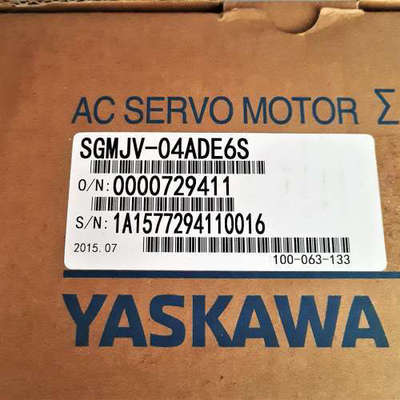 AC SERVO MOTOR Σ
SGMJV-04ADE6S
O/N: 0000729411
S/N: 1A1577294110016
2015.07
100-063-133
YASKAWA